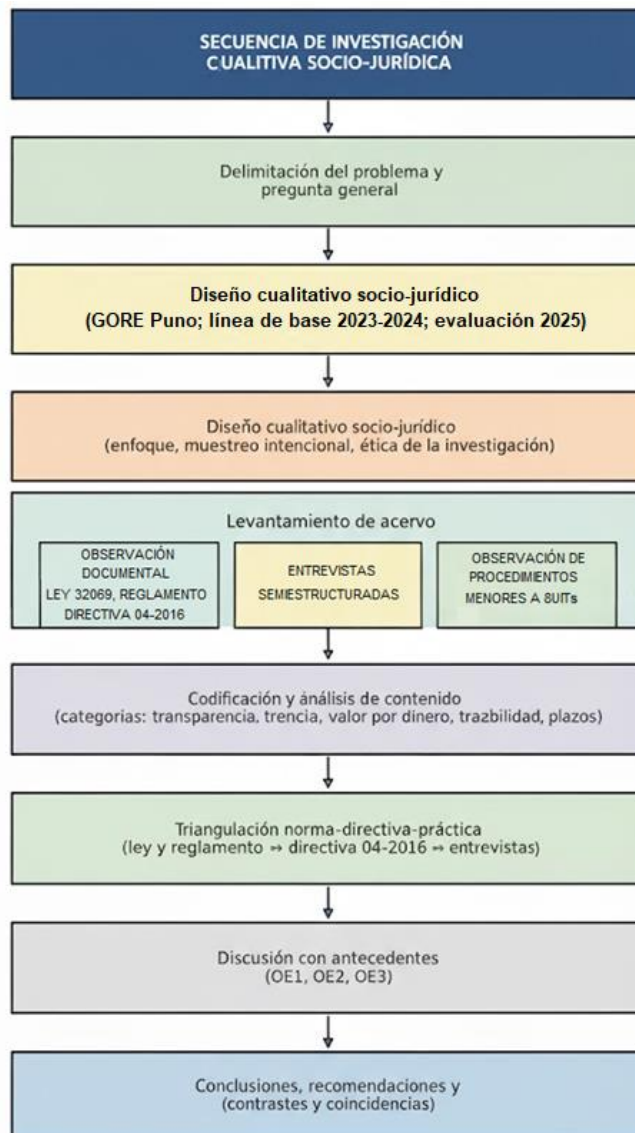 SECUENCIA DE INVESTIGACIÓN
CUALITIVA SOCIO-JURÍDICA
Delimitación del problema y
pregunta general
Diseño cualitativo socio-jurídico
(GORE Puno; línea de base 2023-2024; evaluación 2025)
Diseño cualitativo socio-jurídico
(enfoque, muestreo intencional, ética de la investigación)
Levantamiento de acervo
OBSERVACIÓN
DOCUMENTAL
LEY 32069, REGLAMENTO
DIRECTIVA 04-2016
ENTREVISTAS
SEMIESTRUCTURADAS
OBSERVACIÓN DE
PROCEDIMIENTOS
MENORES A 8UITs
Codificación y ánálisis de contenido
(categorias: transparencia, trencia, valor por dinero, trazbilidad, plazos)
Triangulación norma-directiva-práctica
(ley y reglamento ↔ directiva 04-2016 ↔ entrevistas)
Discusión con antecedentes
(OE1, OE2, OE3)
Conclusiones, recomendaciones y
(contrastes y coincidencias)